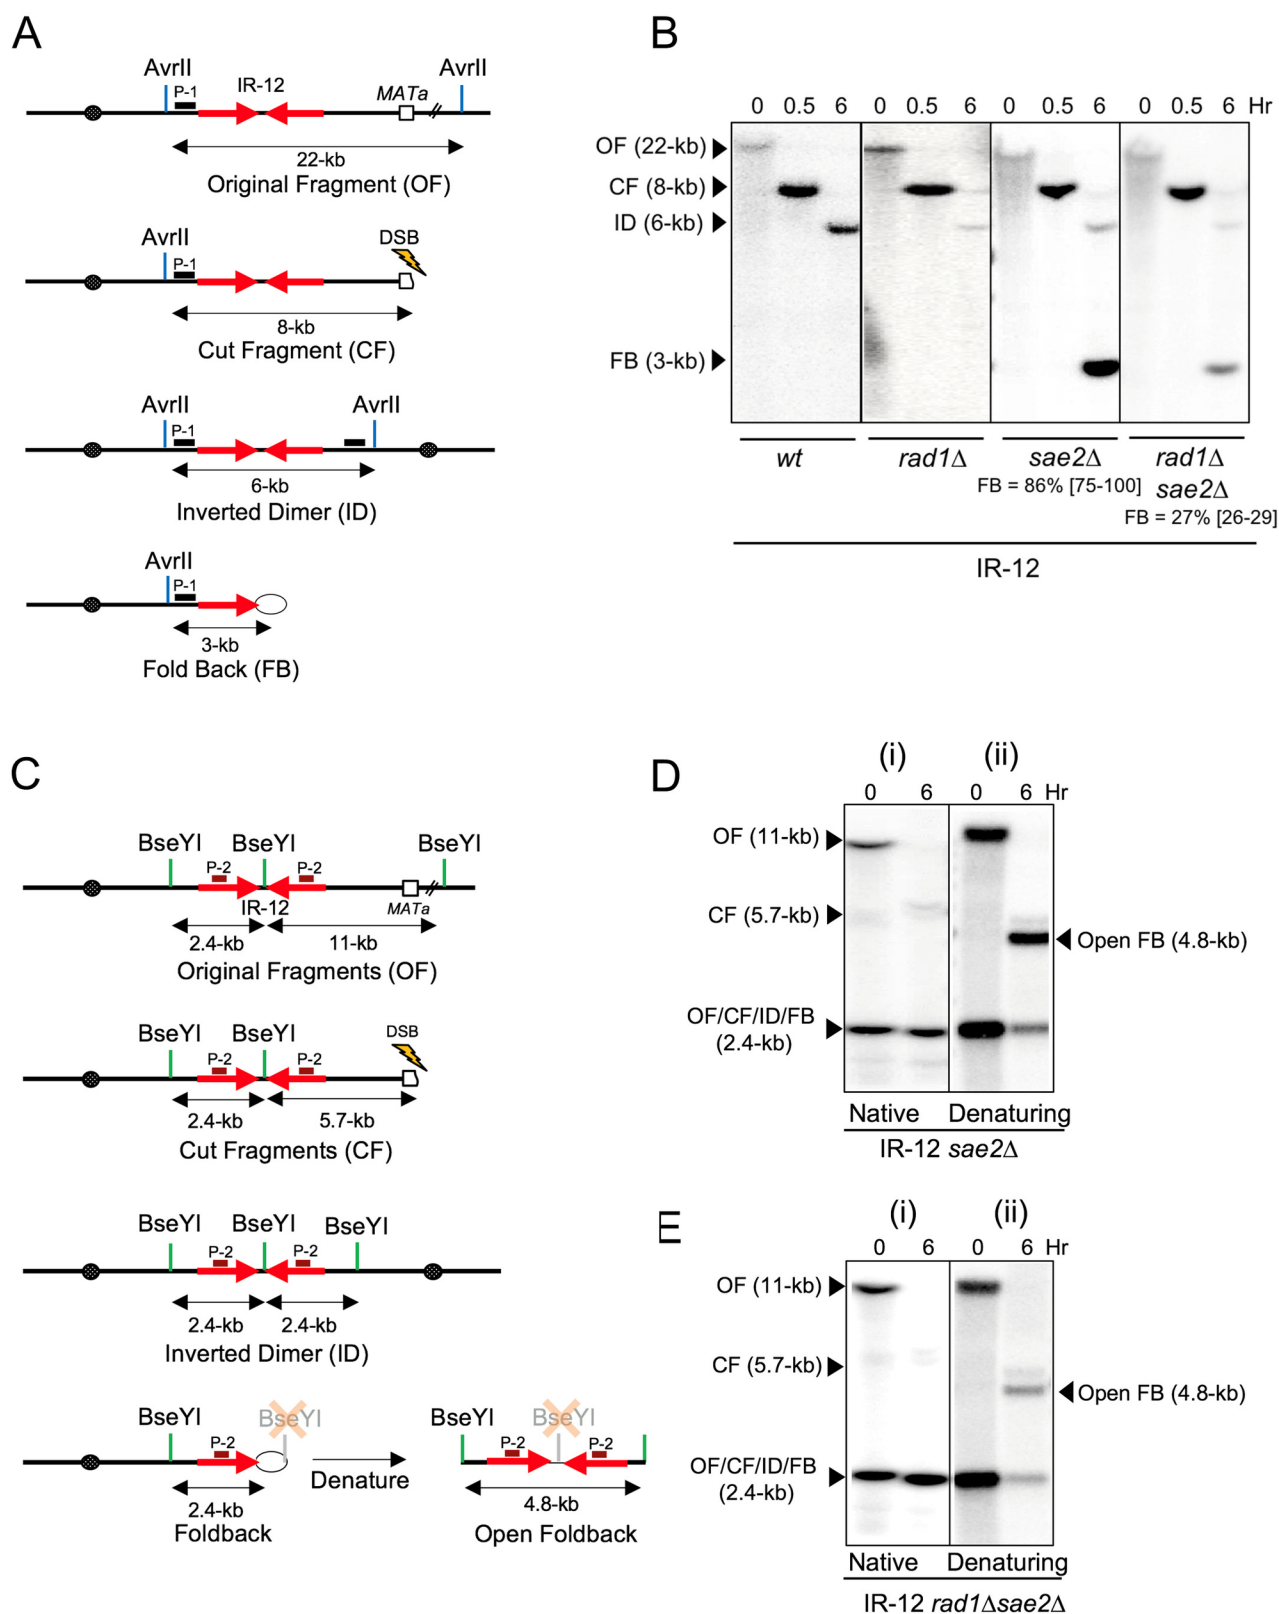 A
AvrII
AvrII
P-1
IR-12
MATa
22-kb
Original Fragment (OF)
AvrII
DSB
P-1
8-kb
Cut Fragment (CF)
AvrII
AvrII
P-1
6-kb
Inverted Dimer (ID)
AvrII
P-1
3-kb
Fold Back (FB)
B
0 0.5 6 0 0.5 6 0 0.5 6 0 0.5 6 Hr
OF (22-kb)
CF (8-kb)
ID (6-kb)
FB (3-kb)
wt
rad1Δ
sae2Δ
FB = 86% [75-100]
rad1Δ
sae2Δ
FB = 27% [26-29]
IR-12
C
BseYI BseYI BseYI
P-2 P-2
IR-12
MATa
2.4-kb 11-kb
Original Fragments (OF)
BseYI BseYI
DSB
P-2 P-2
2.4-kb 5.7-kb
Cut Fragments (CF)
BseYI BseYI BseYI
P-2 P-2
2.4-kb 2.4-kb
Inverted Dimer (ID)
BseYI BseYI
P-2
Denature
2.4-kb
Foldback
BseYI BseYI
P-2 P-2
4.8-kb
Open Foldback
D
(i) (ii)
0 6 0 6 Hr
OF (11-kb)
CF (5.7-kb)
Open FB (4.8-kb)
OF/CF/ID/FB
(2.4-kb)
Native Denaturing
IR-12 sae2Δ
E
(i) (ii)
0 6 0 6 Hr
OF (11-kb)
CF (5.7-kb)
Open FB (4.8-kb)
OF/CF/ID/FB
(2.4-kb)
Native Denaturing
IR-12 rad1Δsae2Δ